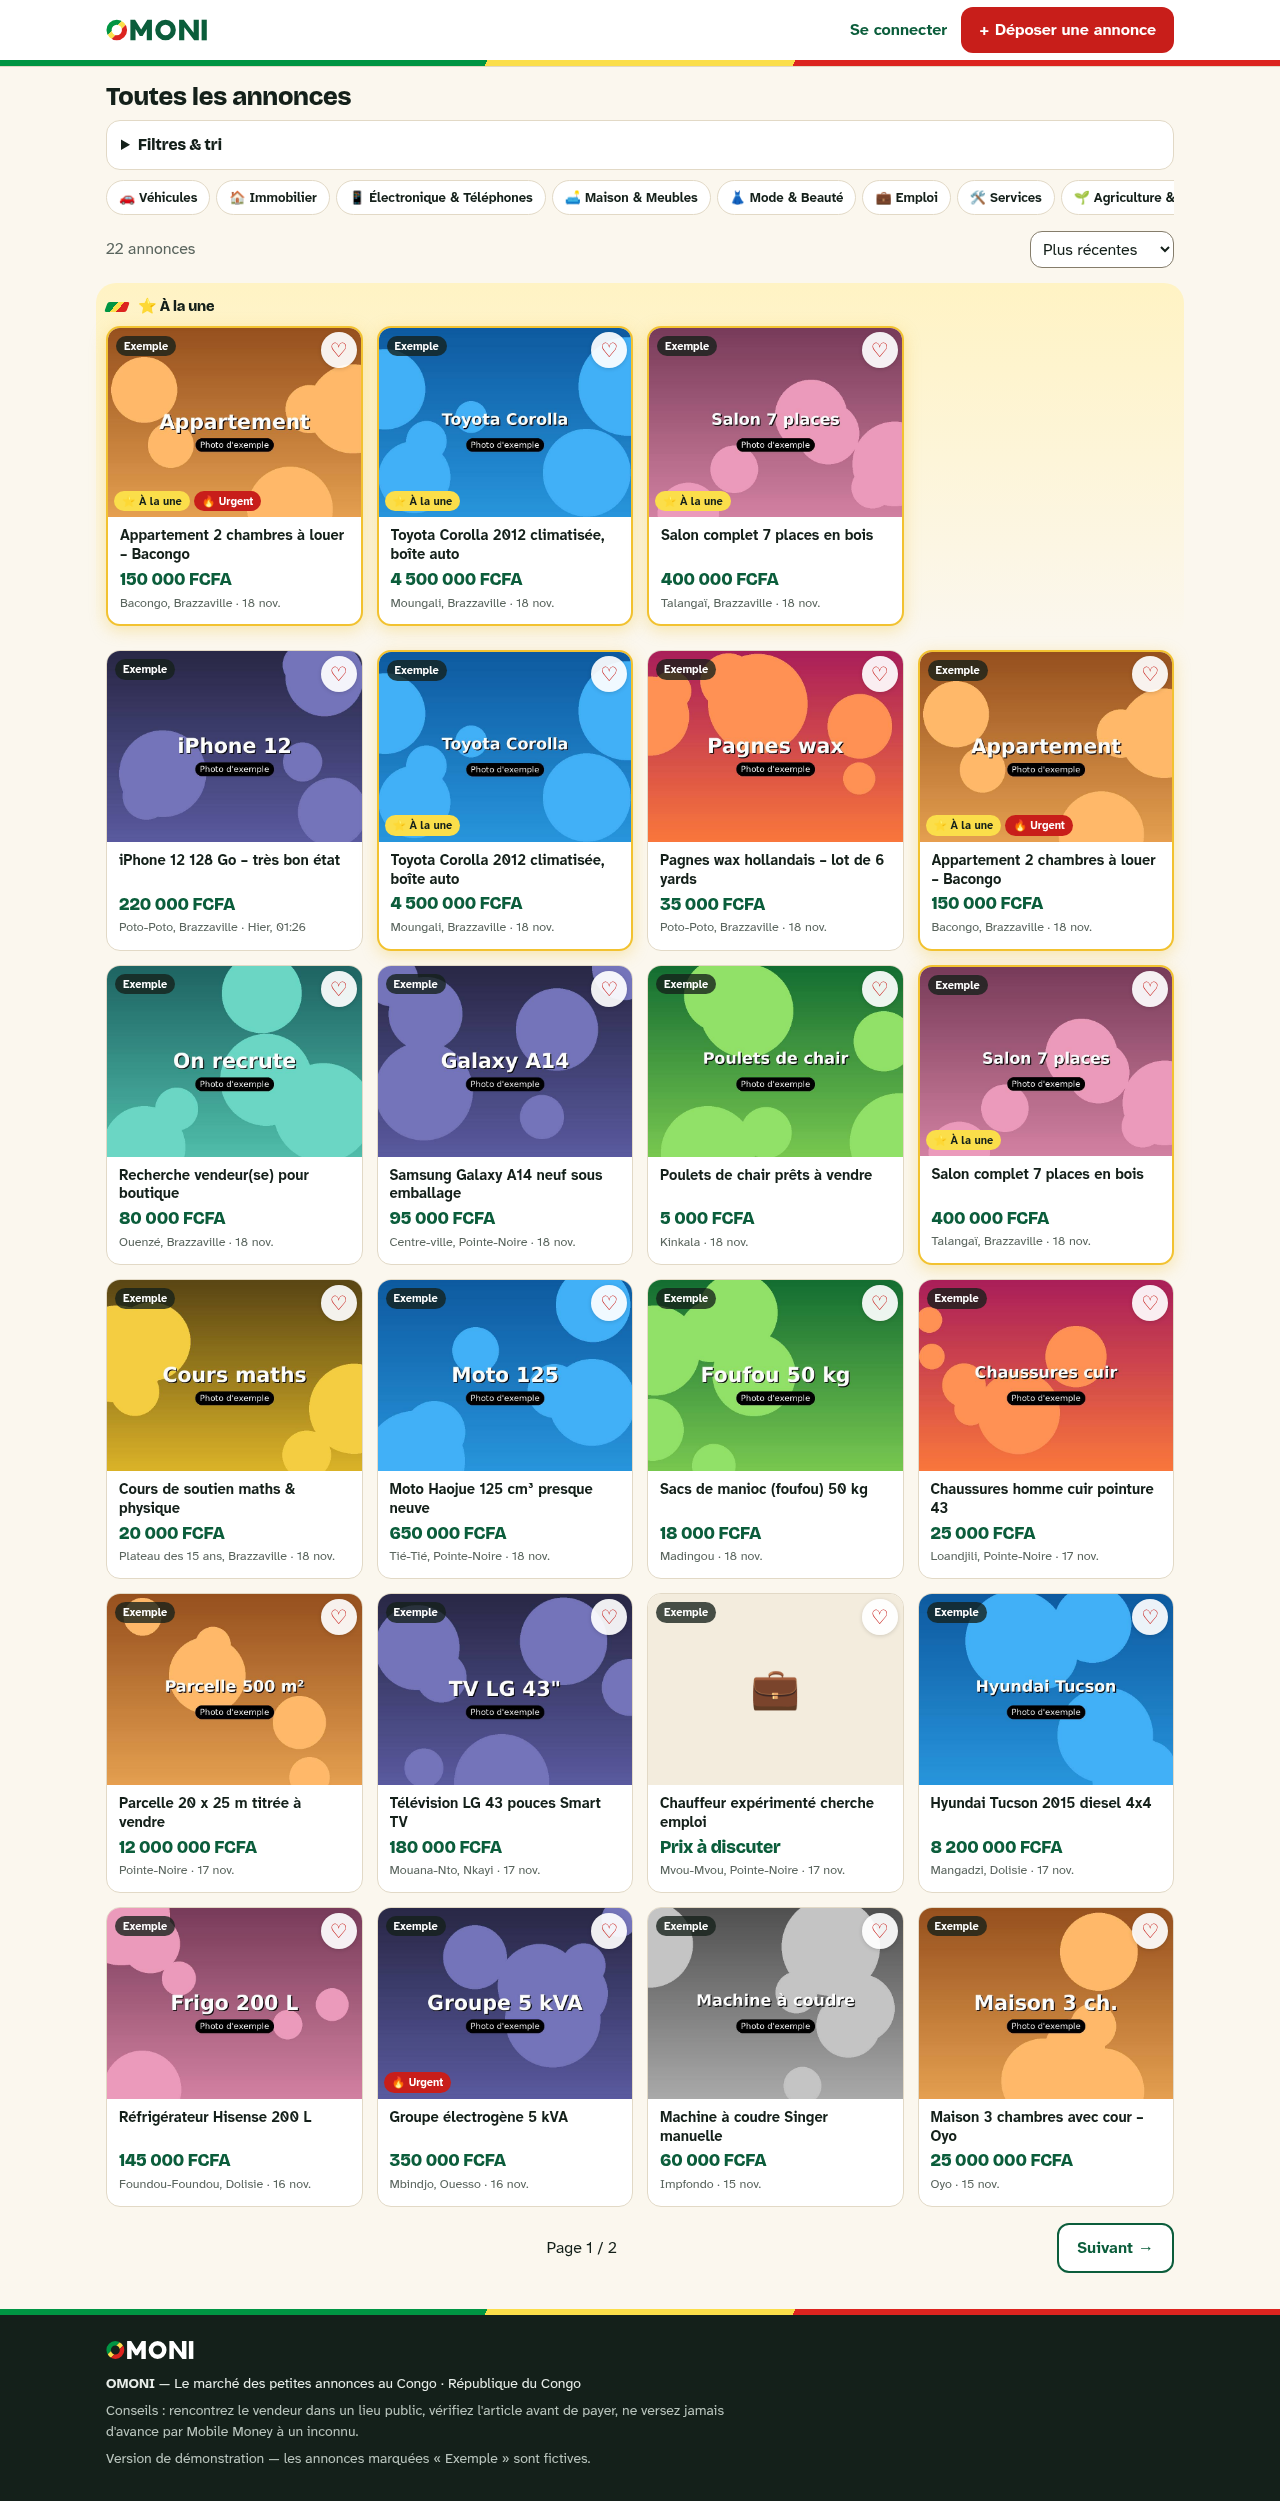 OMONI
Se connecter
+ Déposer une annonce
Toutes les annonces
Filtres & tri
Véhicules
Immobilier
Électronique & Téléphones
Maison & Meubles
Mode & Beauté
Emploi
Services
Agriculture &
22 annonces
Plus récentes
À la une
Exemple
Appartement
Photo d'exemple
À la une
Urgent
Appartement 2 chambres à louer
– Bacongo
150 000 FCFA
Bacongo, Brazzaville · 18 nov.
Exemple
Toyota Corolla
Photo d'exemple
À la une
Toyota Corolla 2012 climatisée,
boîte auto
4 500 000 FCFA
Moungali, Brazzaville · 18 nov.
Exemple
Salon 7 places
Photo d'exemple
À la une
Salon complet 7 places en bois
400 000 FCFA
Talangaï, Brazzaville · 18 nov.
Exemple
iPhone 12
Photo d'exemple
iPhone 12 128 Go – très bon état
220 000 FCFA
Poto-Poto, Brazzaville · Hier, 01:26
Exemple
Toyota Corolla
Photo d'exemple
À la une
Toyota Corolla 2012 climatisée,
boîte auto
4 500 000 FCFA
Moungali, Brazzaville · 18 nov.
Exemple
Pagnes wax
Photo d'exemple
Pagnes wax hollandais – lot de 6
yards
35 000 FCFA
Poto-Poto, Brazzaville · 18 nov.
Exemple
Appartement
Photo d'exemple
À la une
Urgent
Appartement 2 chambres à louer
– Bacongo
150 000 FCFA
Bacongo, Brazzaville · 18 nov.
Exemple
On recrute
Photo d'exemple
Recherche vendeur(se) pour
boutique
80 000 FCFA
Ouenzé, Brazzaville · 18 nov.
Exemple
Galaxy A14
Photo d'exemple
Samsung Galaxy A14 neuf sous
emballage
95 000 FCFA
Centre-ville, Pointe-Noire · 18 nov.
Exemple
Poulets de chair
Photo d'exemple
Poulets de chair prêts à vendre
5 000 FCFA
Kinkala · 18 nov.
Exemple
Salon 7 places
Photo d'exemple
À la une
Salon complet 7 places en bois
400 000 FCFA
Talangaï, Brazzaville · 18 nov.
Exemple
Cours maths
Photo d'exemple
Cours de soutien maths &
physique
20 000 FCFA
Plateau des 15 ans, Brazzaville · 18 nov.
Exemple
Moto 125
Photo d'exemple
Moto Haojue 125 cm³ presque
neuve
650 000 FCFA
Tié-Tié, Pointe-Noire · 18 nov.
Exemple
Foufou 50 kg
Photo d'exemple
Sacs de manioc (foufou) 50 kg
18 000 FCFA
Madingou · 18 nov.
Exemple
Chaussures cuir
Photo d'exemple
Chaussures homme cuir pointure
43
25 000 FCFA
Loandjili, Pointe-Noire · 17 nov.
Exemple
Parcelle 500 m²
Photo d'exemple
Parcelle 20 x 25 m titrée à
vendre
12 000 000 FCFA
Pointe-Noire · 17 nov.
Exemple
TV LG 43"
Photo d'exemple
Télévision LG 43 pouces Smart
TV
180 000 FCFA
Mouana-Nto, Nkayi · 17 nov.
Exemple
Chauffeur expérimenté cherche
emploi
Prix à discuter
Mvou-Mvou, Pointe-Noire · 17 nov.
Exemple
Hyundai Tucson
Photo d'exemple
Hyundai Tucson 2015 diesel 4x4
8 200 000 FCFA
Mangadzi, Dolisie · 17 nov.
Exemple
Frigo 200 L
Photo d'exemple
Réfrigérateur Hisense 200 L
145 000 FCFA
Foundou-Foundou, Dolisie · 16 nov.
Exemple
Groupe 5 kVA
Photo d'exemple
Urgent
Groupe électrogène 5 kVA
350 000 FCFA
Mbindjo, Ouesso · 16 nov.
Exemple
Machine à coudre
Photo d'exemple
Machine à coudre Singer
manuelle
60 000 FCFA
Impfondo · 15 nov.
Exemple
Maison 3 ch.
Photo d'exemple
Maison 3 chambres avec cour –
Oyo
25 000 000 FCFA
Oyo · 15 nov.
Page 1 / 2
Suivant →
OMONI
OMONI — Le marché des petites annonces au Congo · République du Congo
Conseils : rencontrez le vendeur dans un lieu public, vérifiez l'article avant de payer, ne versez jamais
d'avance par Mobile Money à un inconnu.
Version de démonstration — les annonces marquées « Exemple » sont fictives.